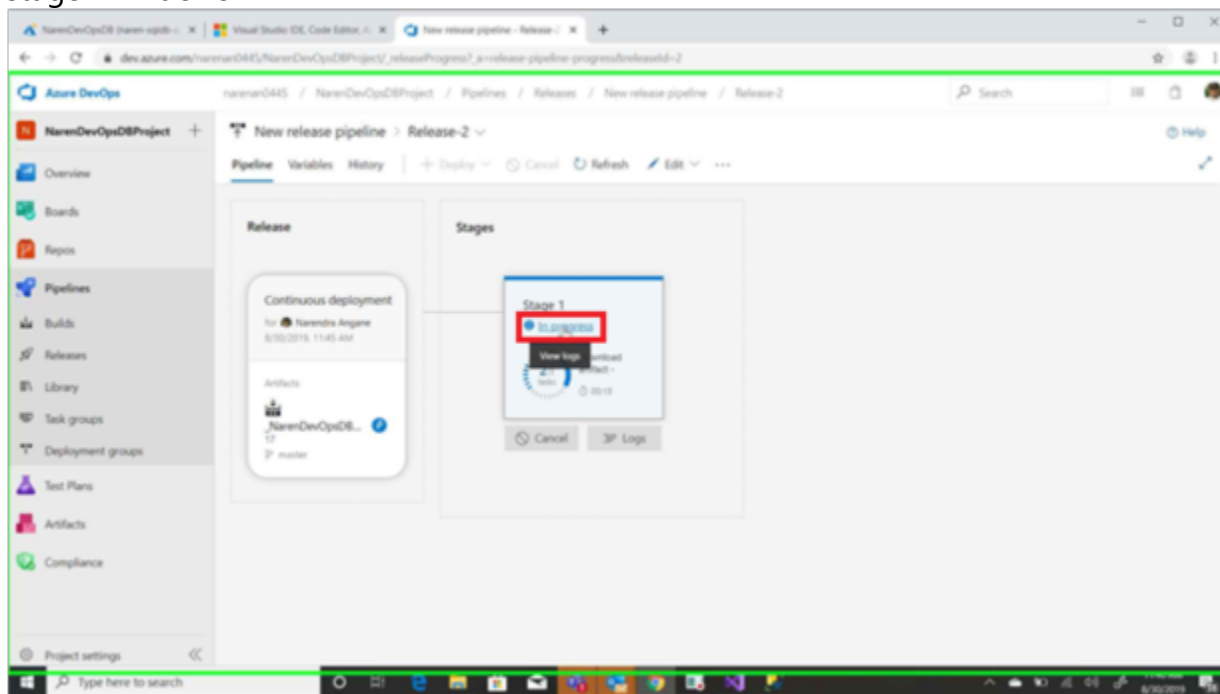 NarenDevOpsDB (naren-sqldb-
Visual Studio IDE, Code Editor,
New release pipeline - Release-2
dev.azure.com/narenan0445/NarenDevOpsDBProject/_releaseProgress?_a=release-pipeline-progress&releaseId=2
Azure DevOps
narenan0445 / NarenDevOpsDBProject / Pipelines / Releases / New release pipeline / Release-2
Search
N NarenDevOpsDBProject +
New release pipeline > Release-2
Help
Pipeline Variables History + Deploy Cancel Refresh Edit ...
Overview
Boards
Repos
Pipelines
Builds
Releases
Library
Task groups
Deployment groups
Test Plans
Artifacts
Compliance
Project settings
Release
Continuous deployment
for Narendra Angane
8/30/2019, 11:45 AM
Artifacts
_NarenDevOpsDB...
17
master
Stages
Stage 1
In progress
View logs
tasks
artifact -
00:18
Cancel Logs
Type here to search
8/30/2019